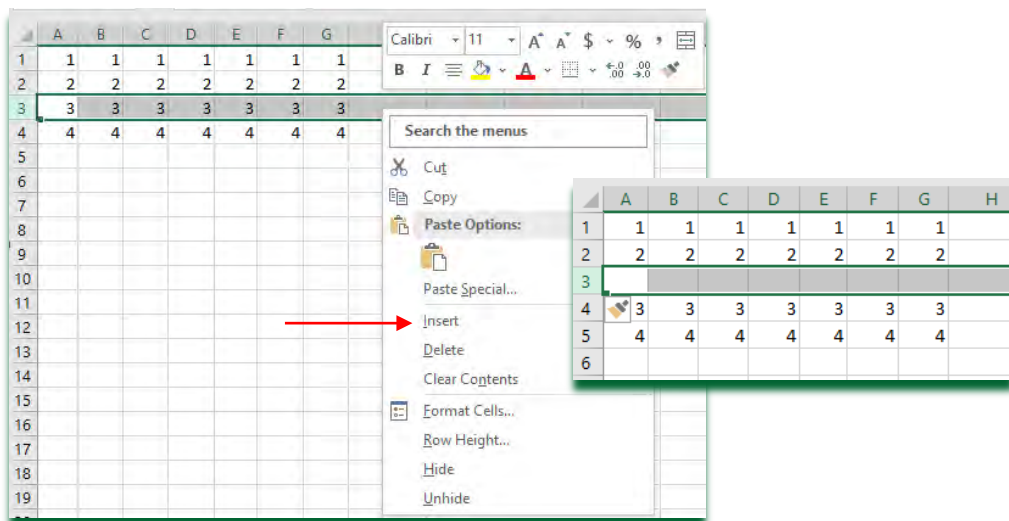 A B C D E F G
1 1 1 1 1 1 1 1
2 2 2 2 2 2 2 2
3 3 3 3 3 3 3 3
4 4 4 4 4 4 4 4
5
6
7
8
9
10
11
12
13
14
15
16
17
18
19
Calibri 11 A A $ % ,
B I A ←.0 .00 .00 →.0
Search the menus
Cut
Copy
Paste Options:
Paste Special...
Insert
Delete
Clear Contents
Format Cells...
Row Height...
Hide
Unhide
A B C D E F G H
1 1 1 1 1 1 1 1
2 2 2 2 2 2 2 2
3
4 3 3 3 3 3 3 3
5 4 4 4 4 4 4 4
6